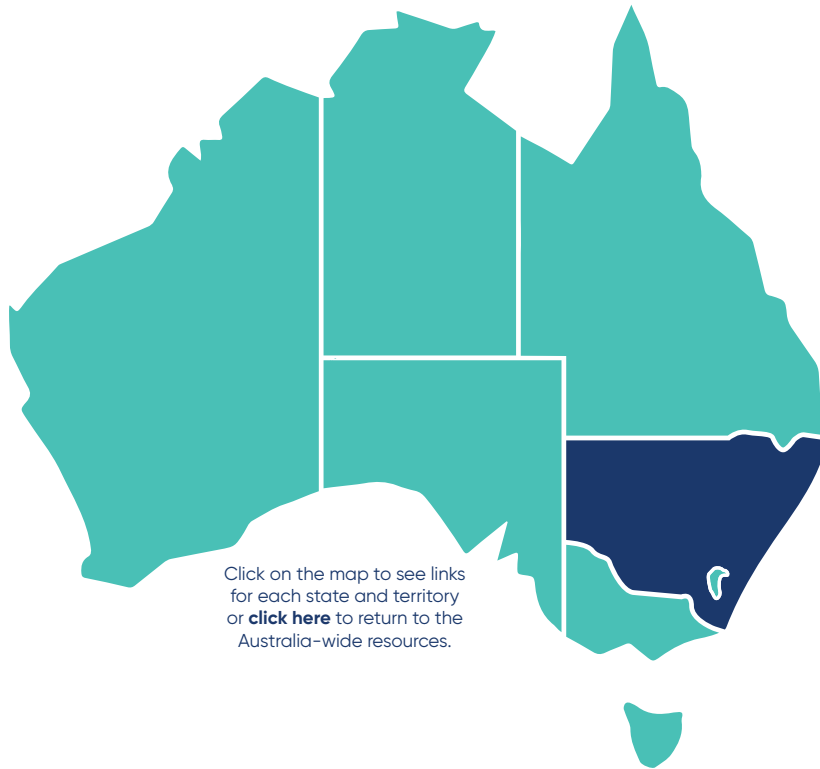 Click on the map to see links
for each state and territory
or click here to return to the
Australia-wide resources.